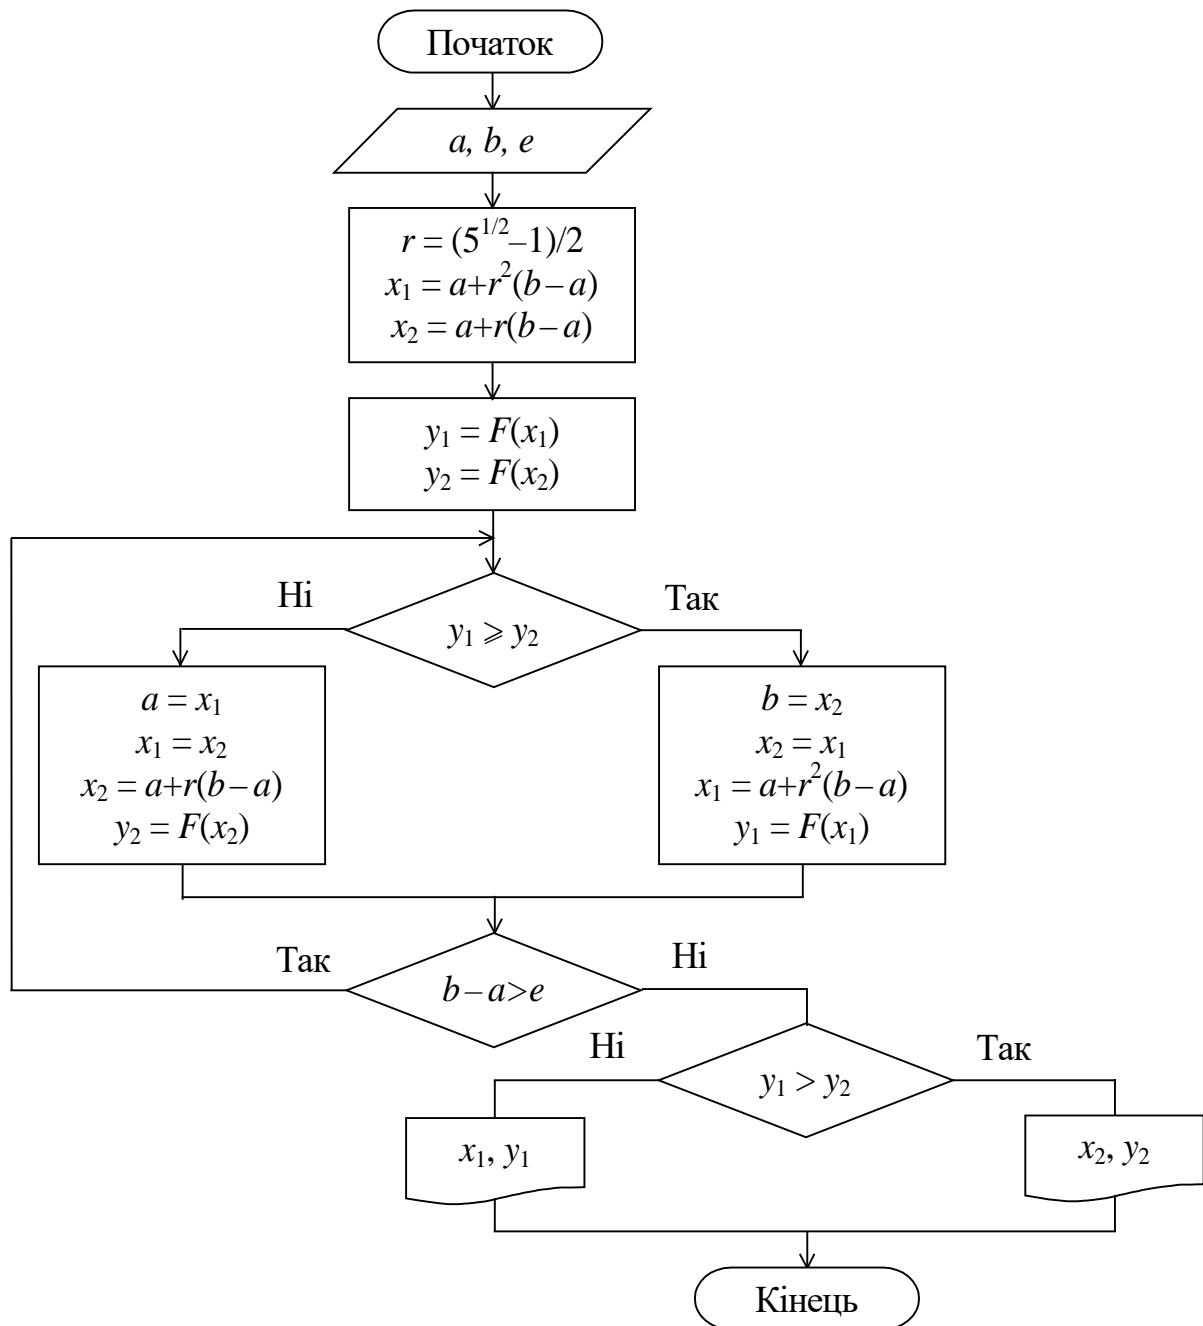 Початок
a, b, e
r = (5^1/2–1)/2
x₁ = a+r²(b–a)
x₂ = a+r(b–a)
y₁ = F(x₁)
y₂ = F(x₂)
Ні
y₁ ⩾ y₂
Так
a = x₁
x₁ = x₂
x₂ = a+r(b–a)
y₂ = F(x₂)
b = x₂
x₂ = x₁
x₁ = a+r²(b–a)
y₁ = F(x₁)
Так
b–a>e
Ні
Ні
y₁ > y₂
Так
x₁, y₁
x₂, y₂
Кінець